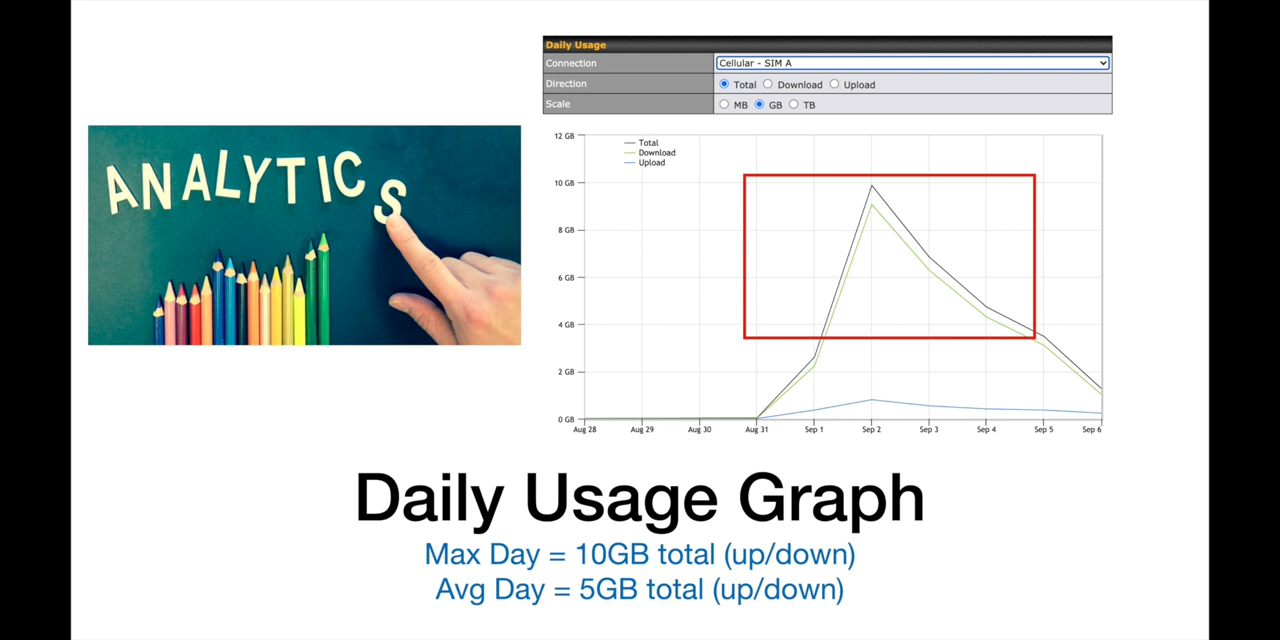 ANALYTICS
Daily Usage
Connection Cellular - SIM A
Direction Total Download Upload
Scale MB GB TB
12 GB
10 GB
8 GB
6 GB
4 GB
2 GB
0 GB
Total
Download
Upload
Aug 28 Aug 29 Aug 30 Aug 31 Sep 1 Sep 2 Sep 3 Sep 4 Sep 5 Sep 6
Daily Usage Graph
Max Day = 10GB total (up/down)
Avg Day = 5GB total (up/down)